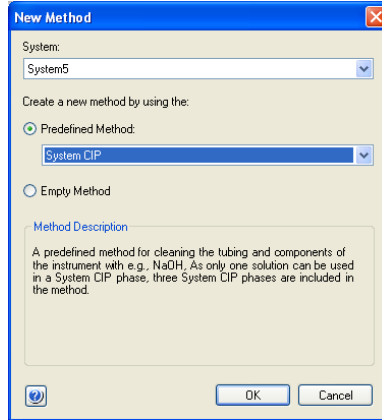 New Method
System:
System5
Create a new method by using the:
Predefined Method:
System CIP
Empty Method
Method Description
A predefined method for cleaning the tubing and components of
the instrument with e.g., NaOH, As only one solution can be used
in a System CIP phase, three System CIP phases are included in
the method.
OK Cancel